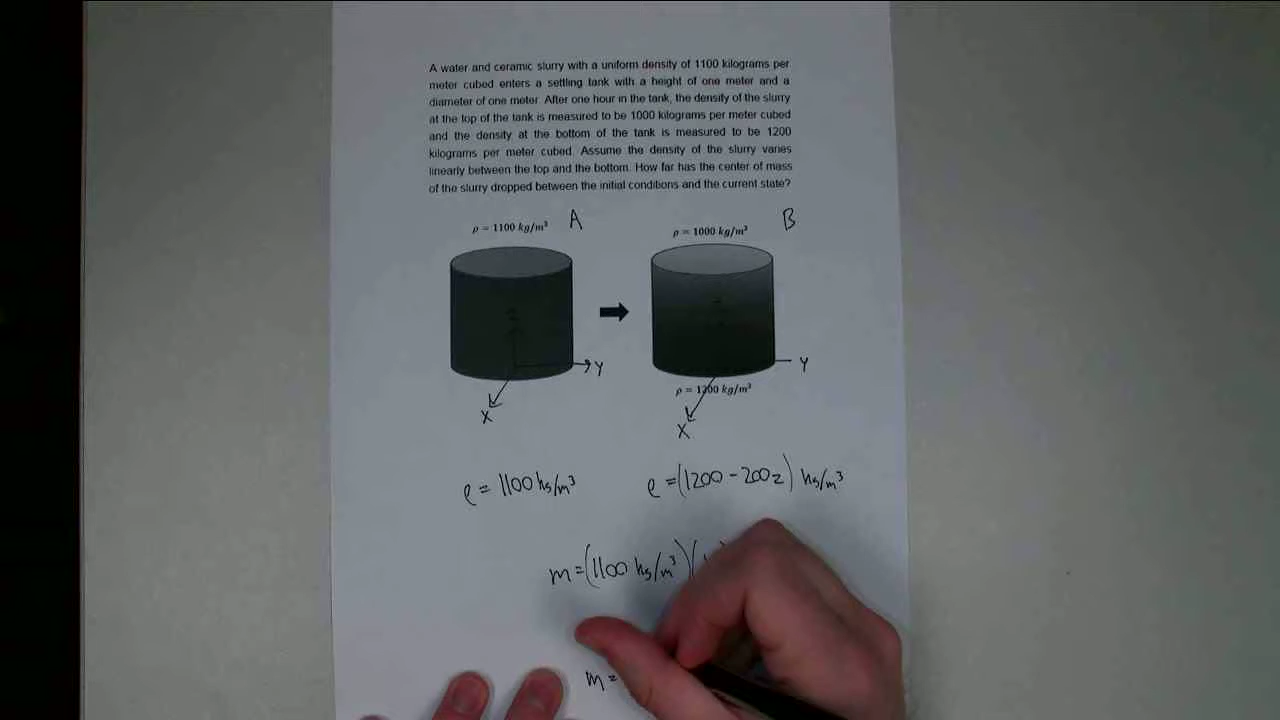 A water and ceramic slurry with a uniform density of 1100 kilograms per
meter cubed enters a settling tank with a height of one meter and a
diameter of one meter. After one hour in the tank, the density of the slurry
at the top of the tank is measured to be 1000 kilograms per meter cubed
and the density at the bottom of the tank is measured to be 1200
kilograms per meter cubed. Assume the density of the slurry varies
linearly between the top and the bottom. How far has the center of mass
of the slurry dropped between the initial conditions and the current state?
A
B
ρ = 1100 kg/m³
ρ = 1000 kg/m³
Y
Y
ρ = 1200 kg/m³
X
X
ρ = 1100 kg/m³
ρ = (1200 - 200z) kg/m³
m = (1100 kg/m³)(
m =